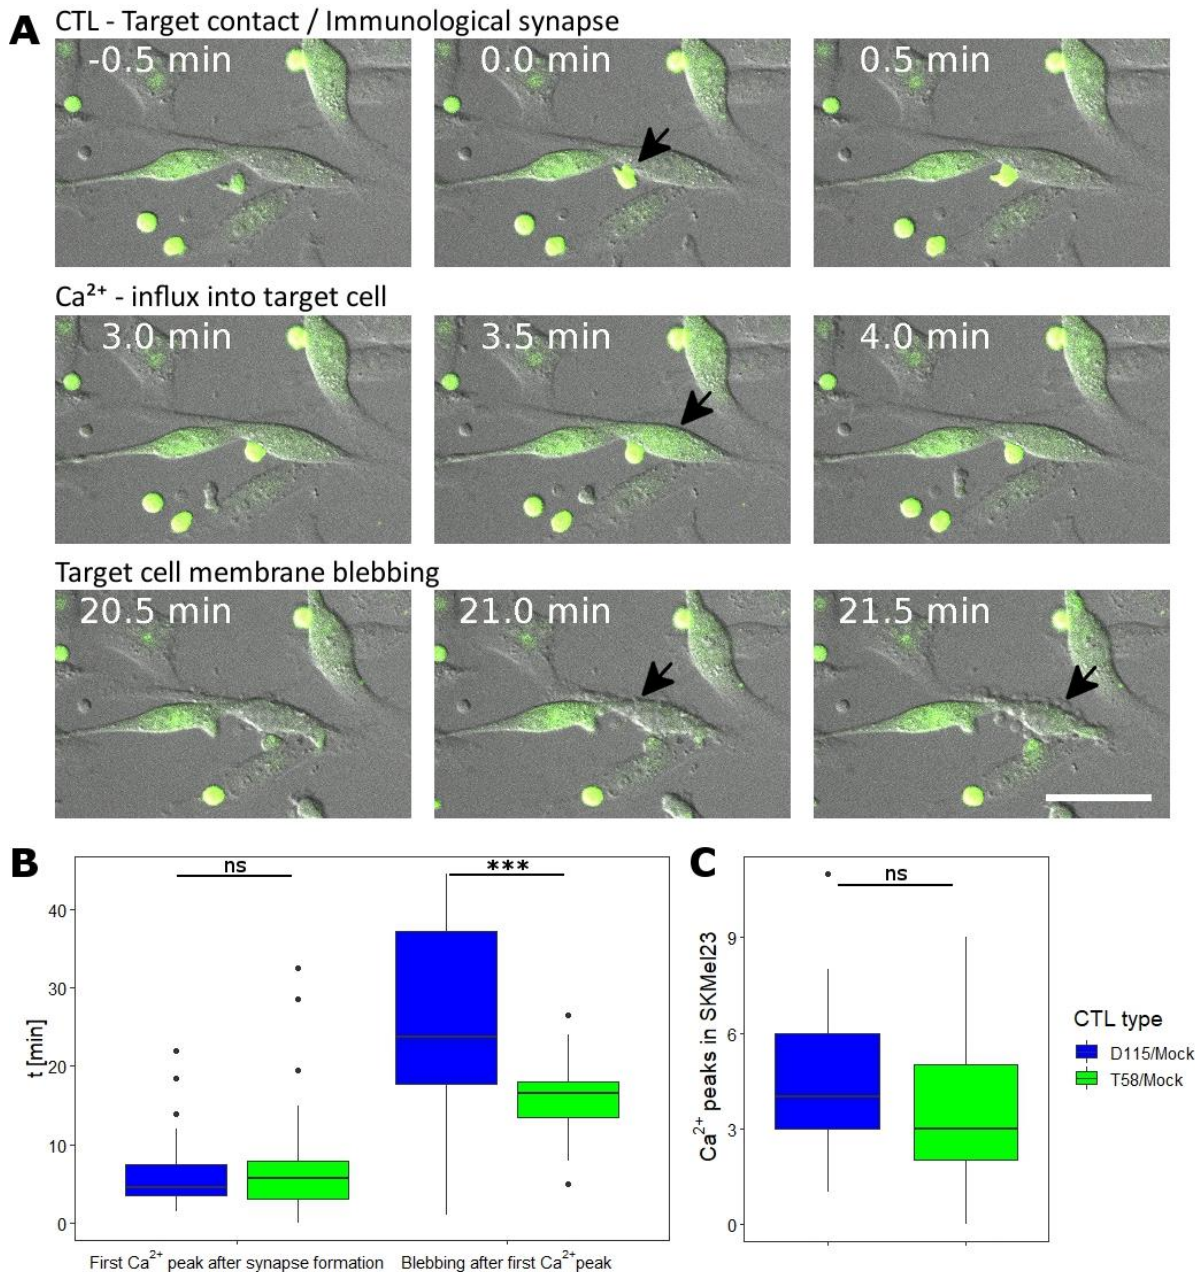 A
CTL - Target contact / Immunological synapse
-0.5 min
0.0 min
0.5 min
Ca²⁺ - influx into target cell
3.0 min
3.5 min
4.0 min
Target cell membrane blebbing
20.5 min
21.0 min
21.5 min
B
ns
***
t [min]
40
30
20
10
0
First Ca²⁺ peak after synapse formation
Blebbing after first Ca²⁺peak
C
ns
Ca²⁺ peaks in SKMel23
9
6
3
0
CTL type
D115/Mock
T58/Mock